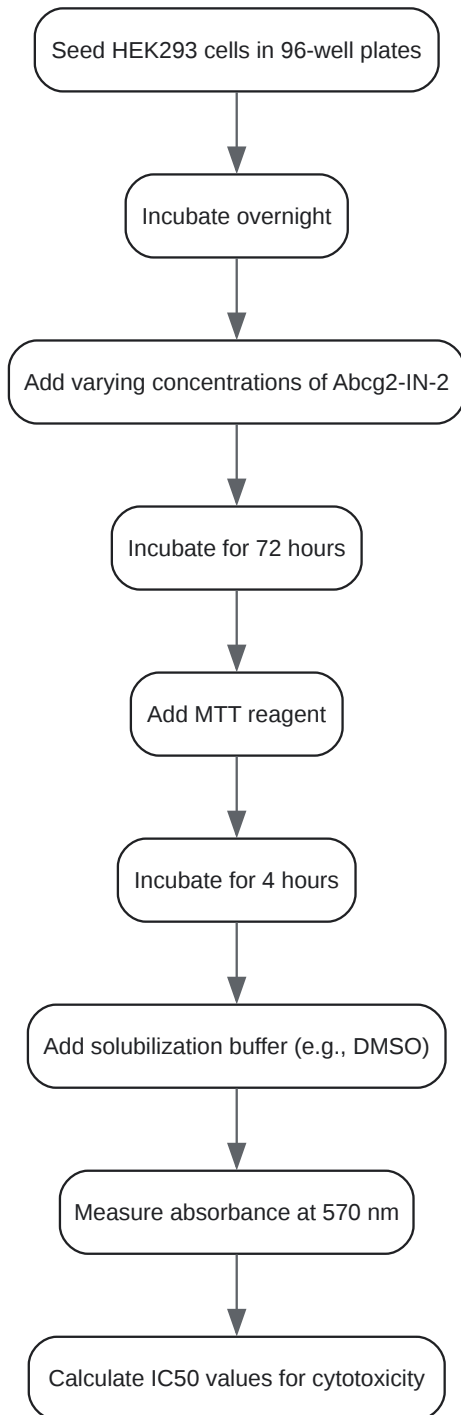 Seed HEK293 cells in 96-well plates
Incubate overnight
Add varying concentrations of Abcg2-IN-2
Incubate for 72 hours
Add MTT reagent
Incubate for 4 hours
Add solubilization buffer (e.g., DMSO)
Measure absorbance at 570 nm
Calculate IC50 values for cytotoxicity